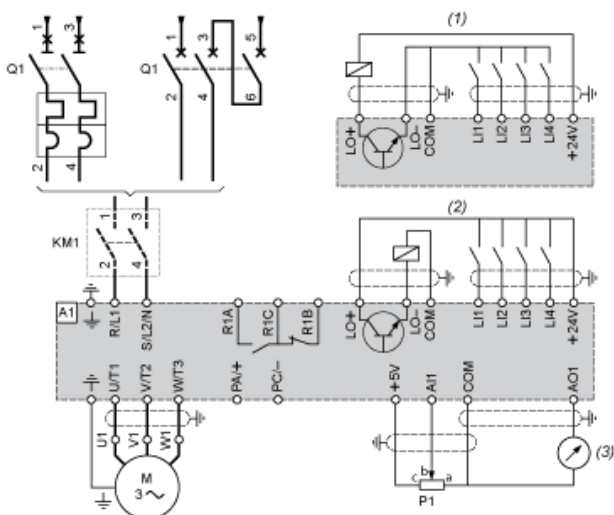 1 3 1 3 5 (1)
Q1 Q1
2 4 6
2 4
LO+ LO- COM LI1 LI2 LI3 LI4 +24V
(2)
1 3
KM1
2 4
A1 R/L1 S/L2/N R1A R1C R1B LO+ LO- COM LI1 LI2 LI3 LI4 +24V
U/T1 V/T2 W/T3 PA/+ PC/- +5V AI1 COM AO1
U1 V1 W1
(3)
M
3~
c b a
P1